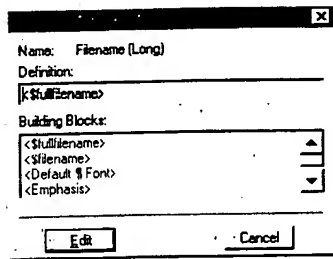 Name: Filename (Long)
Definition:
<$fullfilename>
Building Blocks:
<$fullfilename>
<$filename>
<Default ¶ Font>
<Emphasis>
Edit Cancel